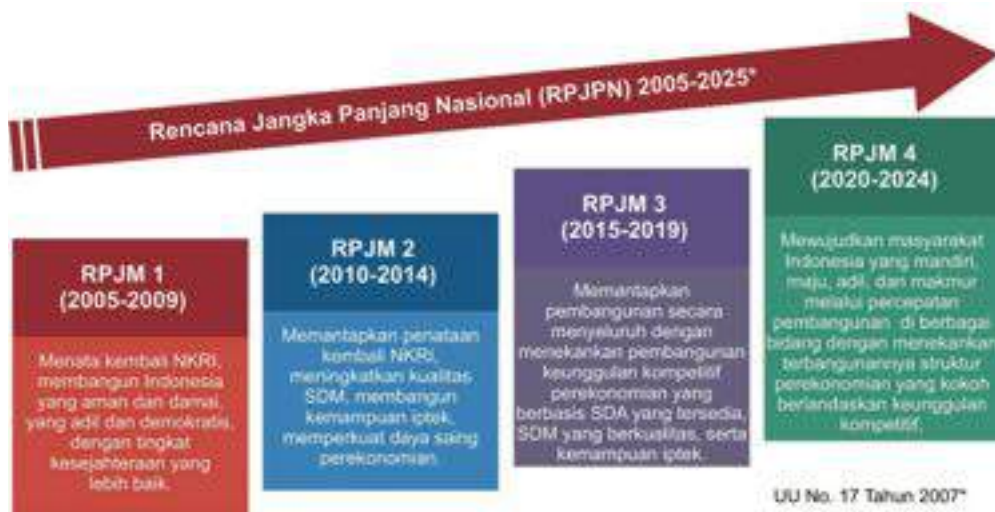 Rencana Jangka Panjang Nasional (RPJPN) 2005-2025*
RPJM 1
(2005-2009)
Menata kembali NKRI,
membangun Indonesia
yang aman dan damai,
yang adil dan demokratis,
dengan tingkat
kesejahteraan yang
lebih baik.
RPJM 2
(2010-2014)
Memantapkan penataan
kembali NKRI,
meningkatkan kualitas
SDM, membangun
kemampuan iptek,
memperkuat daya saing
perekonomian.
RPJM 3
(2015-2019)
Memantapkan
pembangunan secara
menyeluruh dengan
menekankan pembangunan
keunggulan kompetitif
perekonomian yang
berbasis SDA yang tersedia,
SDM yang berkualitas, serta
kemampuan iptek.
RPJM 4
(2020-2024)
Mewujudkan masyarakat
Indonesia yang mandiri,
maju, adil, dan makmur
melalui percepatan
pembangunan di berbagai
bidang dengan menekankan
terbangunannya struktur
perekonomian yang kokoh
berlandaskan keunggulan
kompetitif.
UU No. 17 Tahun 2007*